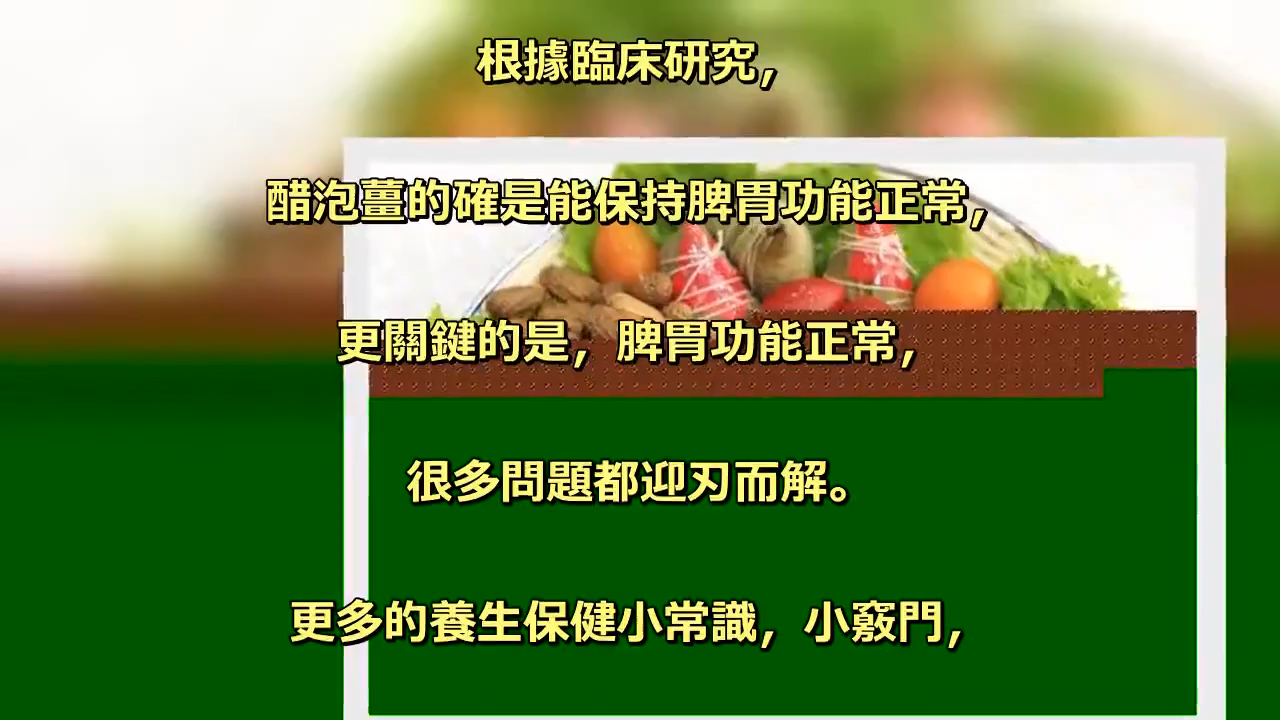 根據臨床研究，
醋泡薑的確是能保持脾胃功能正常，
更關鍵的是，脾胃功能正常，
很多問題都迎刃而解。
更多的養生保健小常識，小竅門，